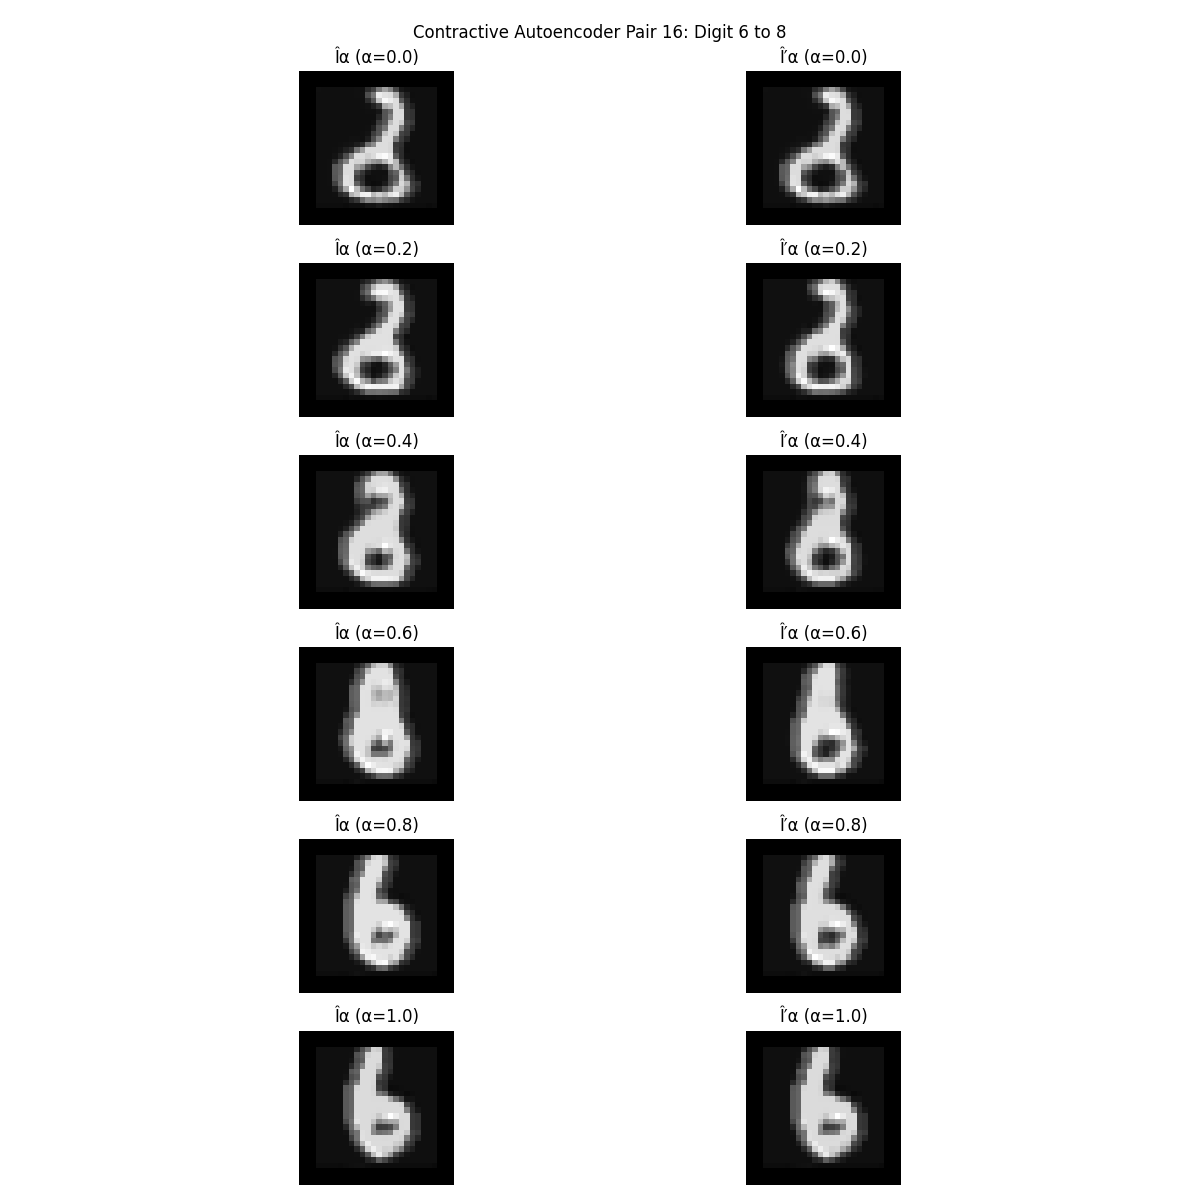 Contractive Autoencoder Pair 16: Digit 6 to 8
Îα (α=0.0) Î′α (α=0.0)
Îα (α=0.2) Î′α (α=0.2)
Îα (α=0.4) Î′α (α=0.4)
Îα (α=0.6) Î′α (α=0.6)
Îα (α=0.8) Î′α (α=0.8)
Îα (α=1.0) Î′α (α=1.0)